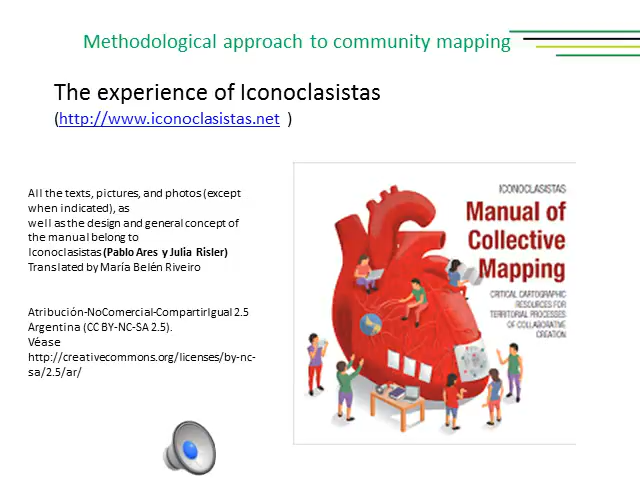 Methodological approach to community mapping
The experience of Iconoclasistas
(http://www.iconoclasistas.net )
All the texts, pictures, and photos (except
when indicated), as
well as the design and general concept of
the manual belong to
Iconoclasistas (Pablo Ares y Julia Risler)
Translated by María Belén Riveiro
Atribución-NoComercial-CompartirIgual 2.5
Argentina (CC BY-NC-SA 2.5).
Véase
http://creativecommons.org/licenses/by-nc-
sa/2.5/ar/
ICONOCLASISTAS
Manual of
Collective
Mapping
CRITICAL CARTOGRAPHIC
RESOURCES FOR
TERRITORIAL PROCESSES
OF COLLABORATIVE
CREATION